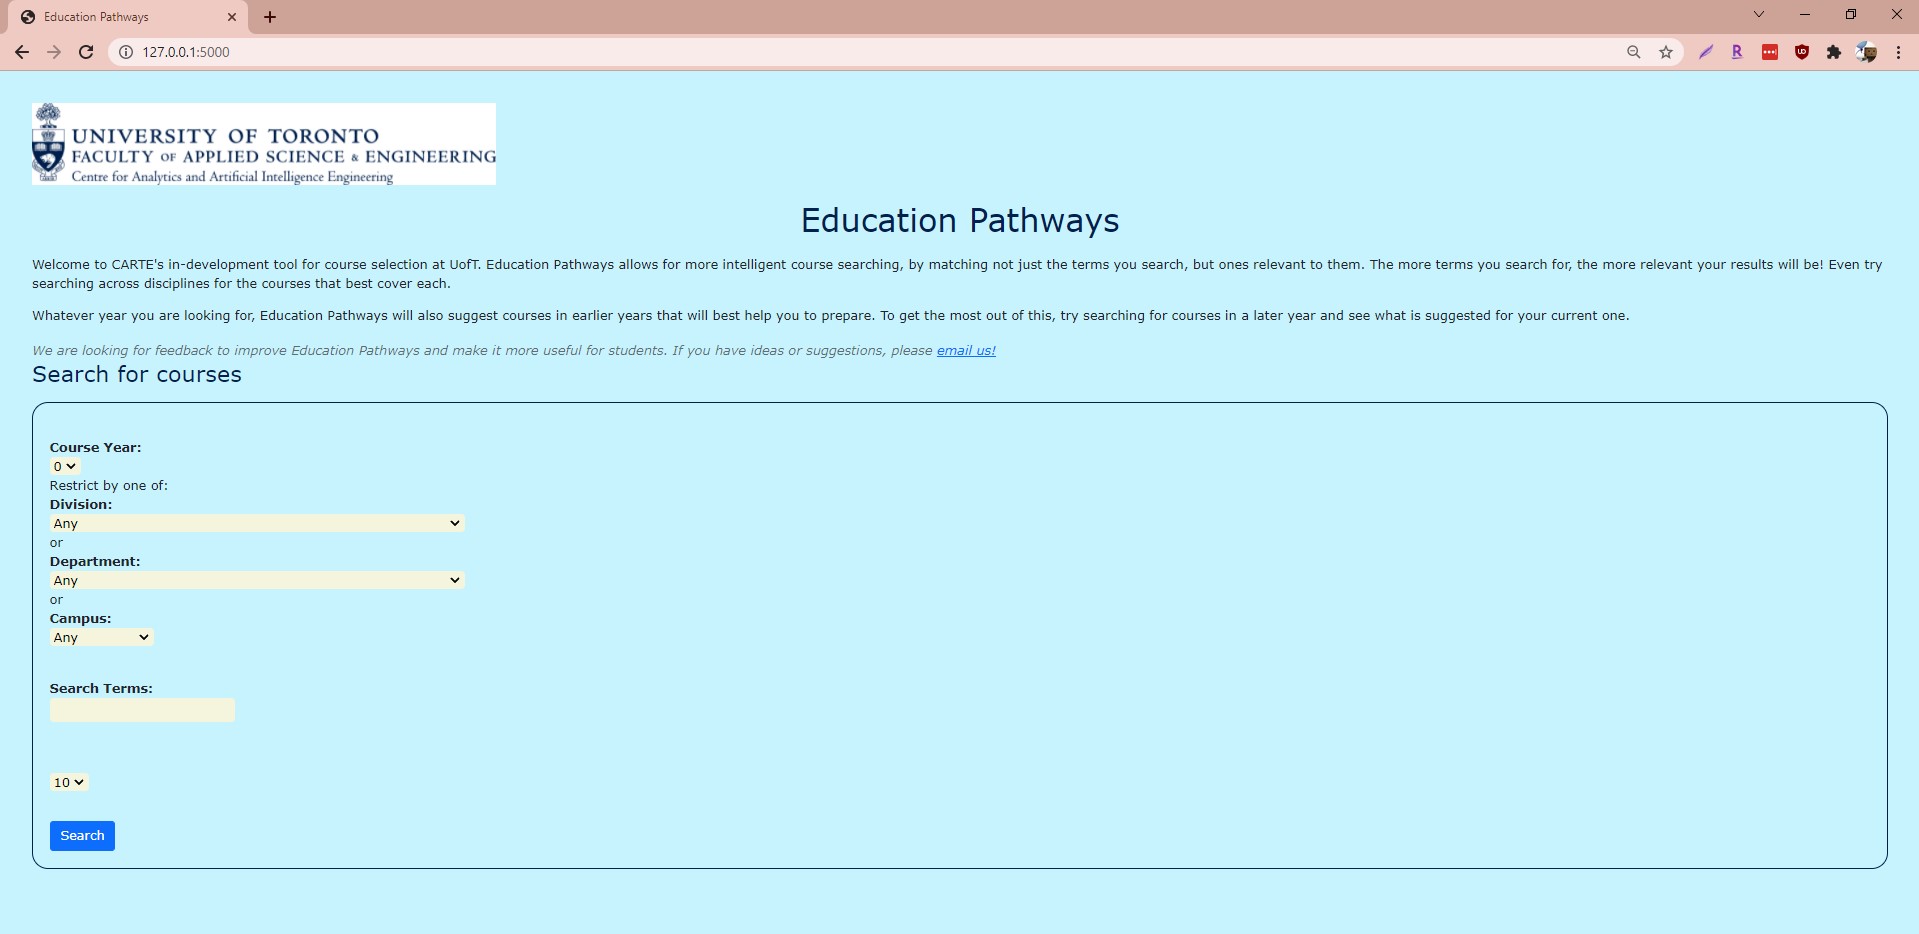 Education Pathways
127.0.0.1:5000
UNIVERSITY OF TORONTO
FACULTY OF APPLIED SCIENCE & ENGINEERING
Centre for Analytics and Artificial Intelligence Engineering
Education Pathways
Welcome to CARTE's in-development tool for course selection at UofT. Education Pathways allows for more intelligent course searching, by matching not just the terms you search, but ones relevant to them. The more terms you search for, the more relevant your results will be! Even try
searching across disciplines for the courses that best cover each.
Whatever year you are looking for, Education Pathways will also suggest courses in earlier years that will best help you to prepare. To get the most out of this, try searching for courses in a later year and see what is suggested for your current one.
We are looking for feedback to improve Education Pathways and make it more useful for students. If you have ideas or suggestions, please email us!
Search for courses
Course Year:
0
Restrict by one of:
Division:
Any
or
Department:
Any
or
Campus:
Any
Search Terms:
10
Search